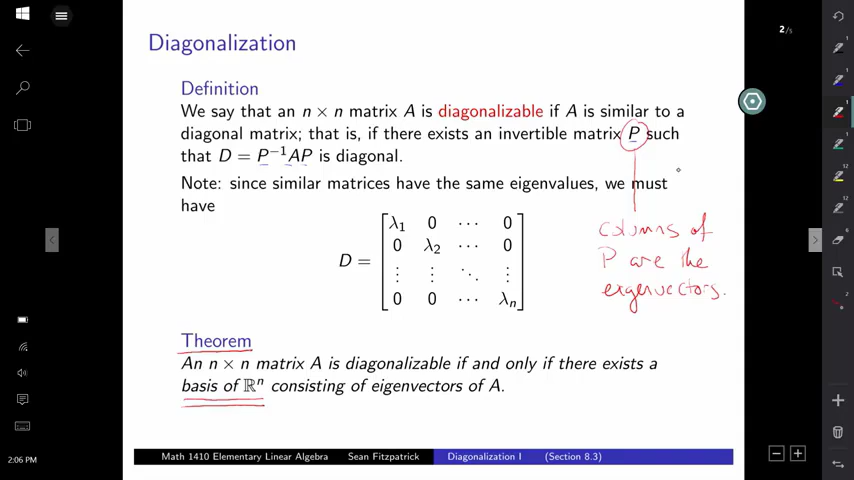 2/5
Diagonalization
Definition
We say that an n × n matrix A is diagonalizable if A is similar to a
diagonal matrix; that is, if there exists an invertible matrix P such
that D = P⁻¹AP is diagonal.
Note: since similar matrices have the same eigenvalues, we must
have
D = [λ₁ 0 ⋯ 0
0 λ₂ ⋯ 0
⋮ ⋮ ⋱ ⋮
0 0 ⋯ λₙ]
columns of
P are the
eigenvectors.
Theorem
An n × n matrix A is diagonalizable if and only if there exists a
basis of ℝⁿ consisting of eigenvectors of A.
Math 1410 Elementary Linear Algebra Sean Fitzpatrick Diagonalization I (Section 8.3)
2:06 PM